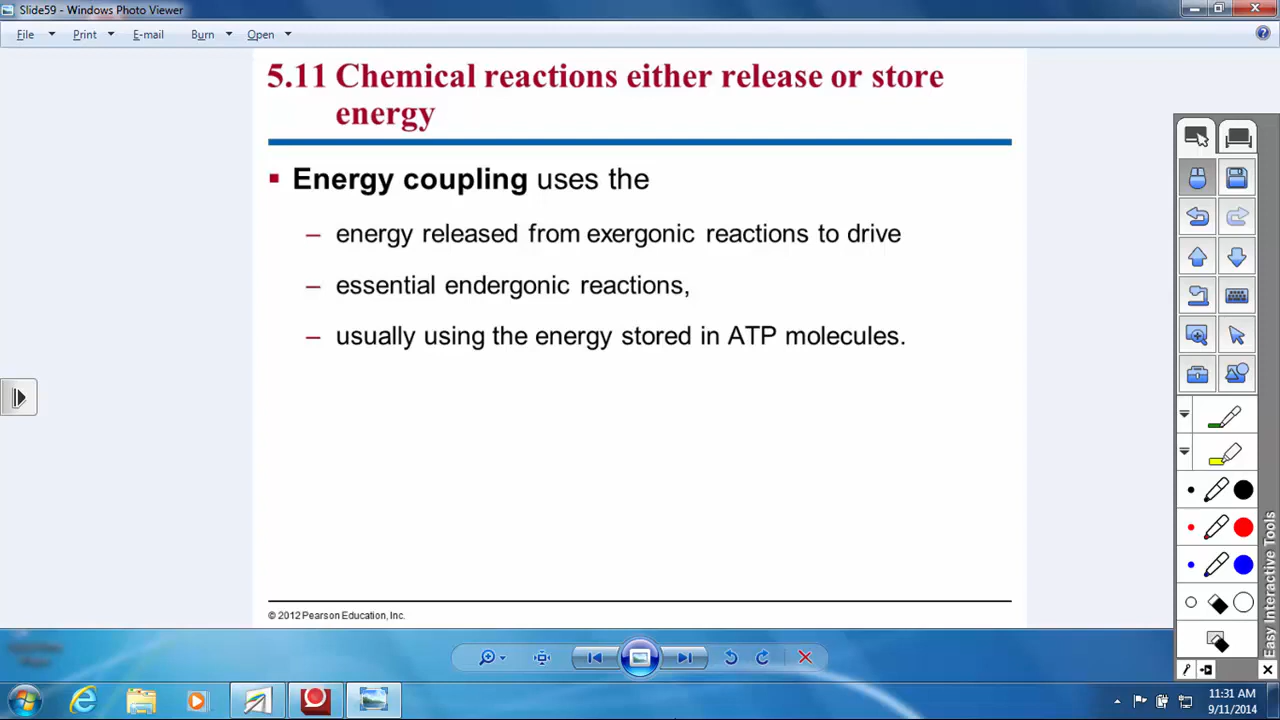 Slide59 - Windows Photo Viewer
File Print E-mail Burn Open
5.11 Chemical reactions either release or store
energy
Energy coupling uses the
– energy released from exergonic reactions to drive
– essential endergonic reactions,
– usually using the energy stored in ATP molecules.
© 2012 Pearson Education, Inc.
Easy Interactive Tools
11:31 AM
9/11/2014